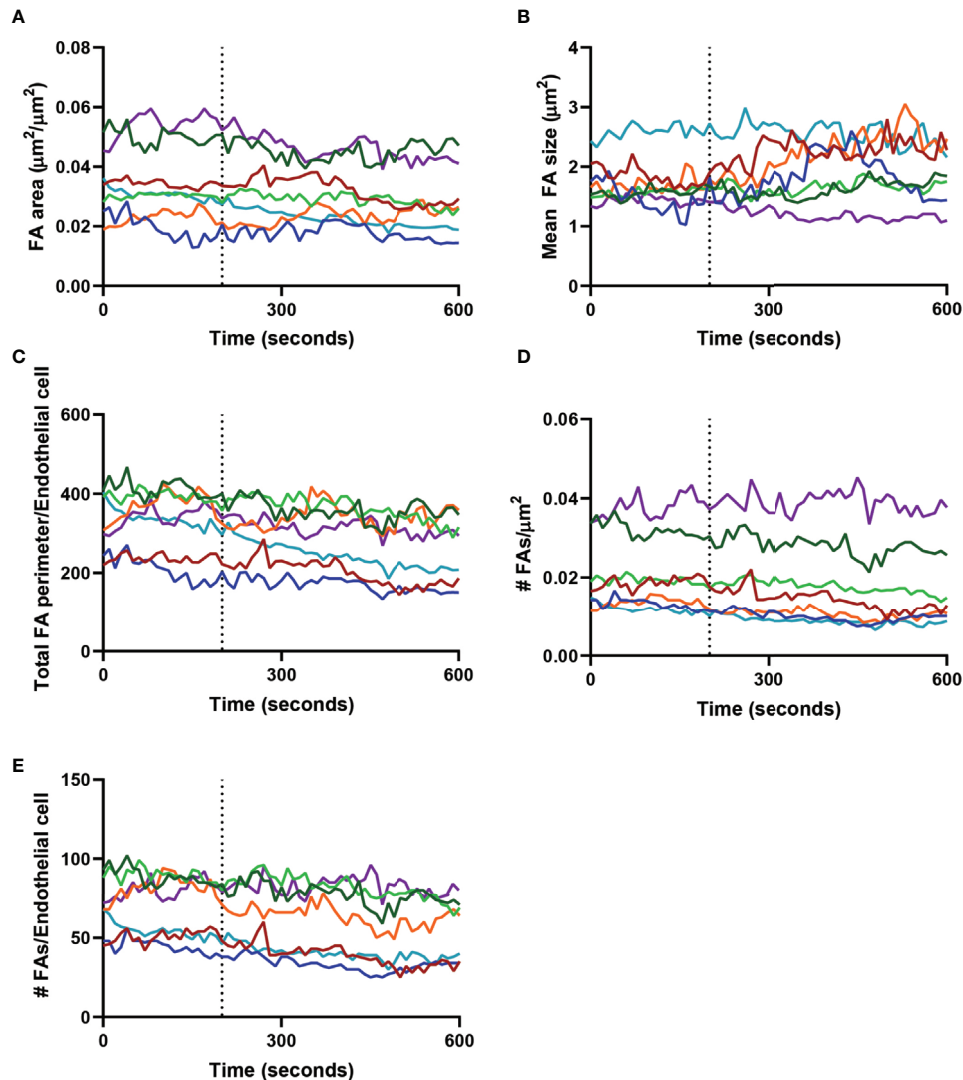 A
FA area (μm²/μm²)
0.08
0.06
0.04
0.02
0.00
0
300
600
Time (seconds)
B
Mean FA size (μm²)
4
3
2
1
0
0
300
600
Time (seconds)
C
Total FA perimeter/Endothelial cell
600
400
200
0
0
300
600
Time (seconds)
D
# FAs/μm²
0.06
0.04
0.02
0.00
0
300
600
Time (seconds)
E
# FAs/Endothelial cell
150
100
50
0
0
300
600
Time (seconds)